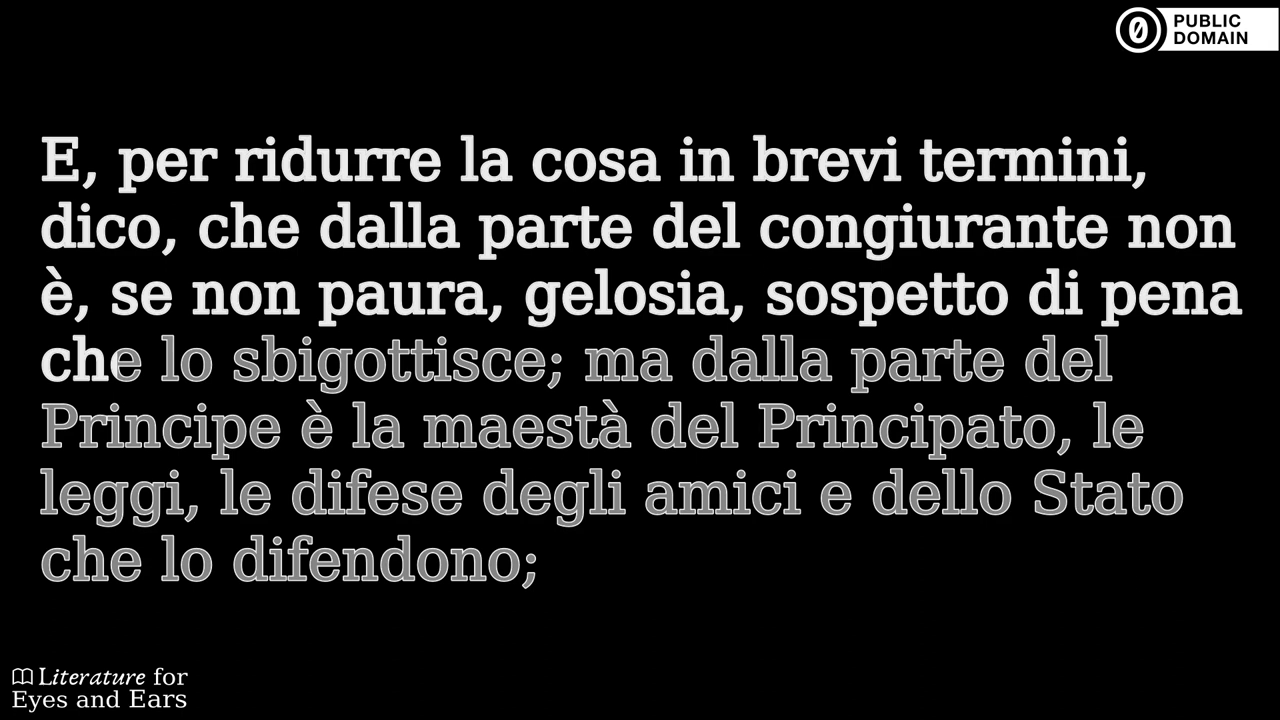 PUBLIC
DOMAIN
E, per ridurre la cosa in brevi termini,
dico, che dalla parte del congiurante non
è, se non paura, gelosia, sospetto di pena
che lo sbigottisce; ma dalla parte del
Principe è la maestà del Principato, le
leggi, le difese degli amici e dello Stato
che lo difendono;
Literature for
Eyes and Ears